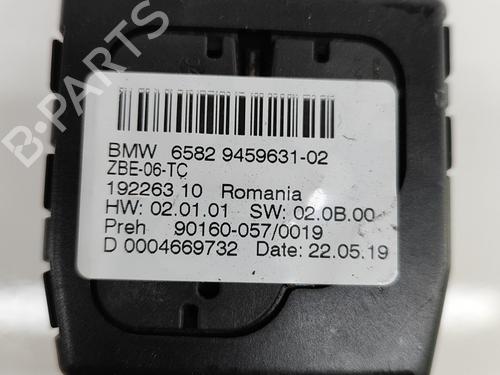 B-PARTS
BMW 6582 9459631-02
ZBE-06-TC
192263 10 Romania
HW: 02.01.01 SW: 02.0B.00
Preh 90160-057/0019
D 0004669732 Date: 22.05.19